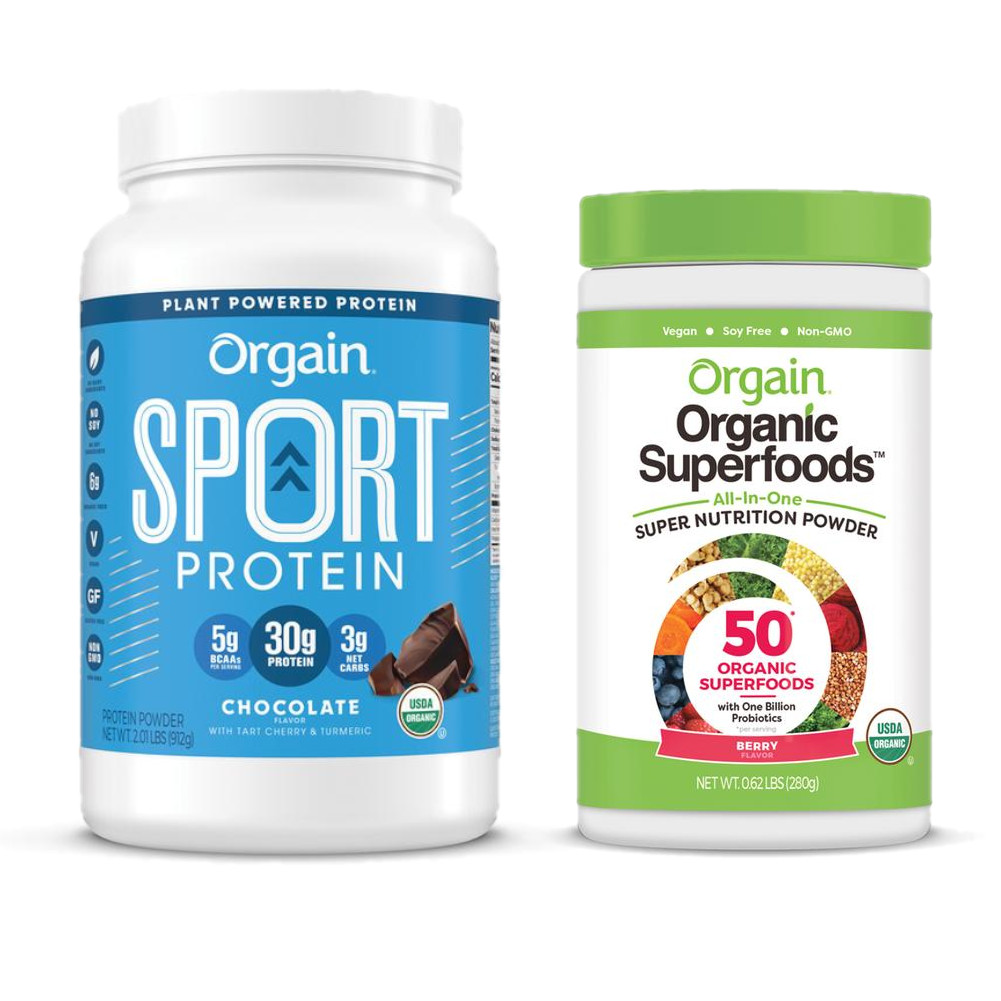 PLANT POWERED PROTEIN
Orgain
SPORT
PROTEIN
NO
SOY
6g
V
GF
NON
GMO
5g
BCAAs
PER SERVING
30g
PROTEIN
3g
NET
CARBS
CHOCOLATE
FLAVOR
WITH TART CHERRY & TURMERIC
USDA
ORGANIC
PROTEIN POWDER
NET WT. 2.01 LBS (912g)
Vegan • Soy Free • Non-GMO
Orgain
Organic
Superfoods™
All-In-One
SUPER NUTRITION POWDER
50*
ORGANIC
SUPERFOODS
with One Billion
Probiotics
*per serving
BERRY
FLAVOR
USDA
ORGANIC
NET WT. 0.62 LBS (280g)